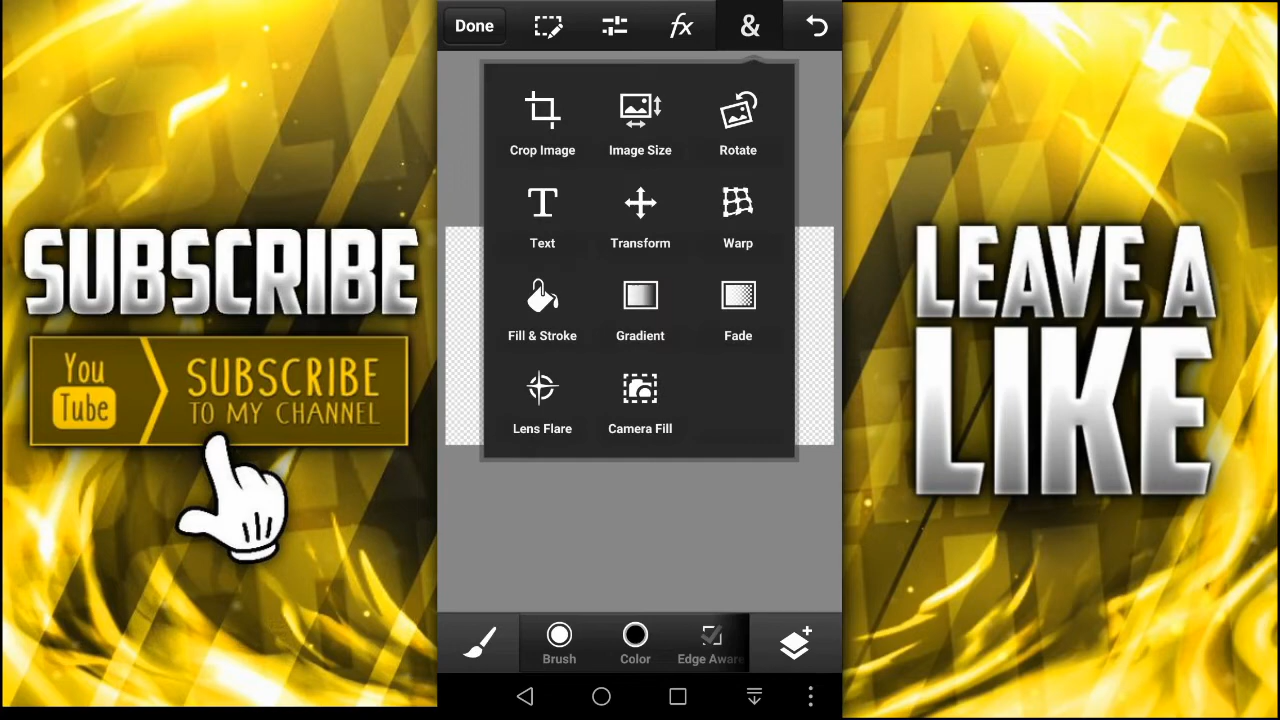 Done
fx
&
Crop Image
Image Size
Rotate
T
Text
Transform
Warp
Fill & Stroke
Gradient
Fade
Lens Flare
Camera Fill
Brush
Color
Edge Aware
SUBSCRIBE
You
Tube
SUBSCRIBE
TO MY CHANNEL
LEAVE A
LIKE